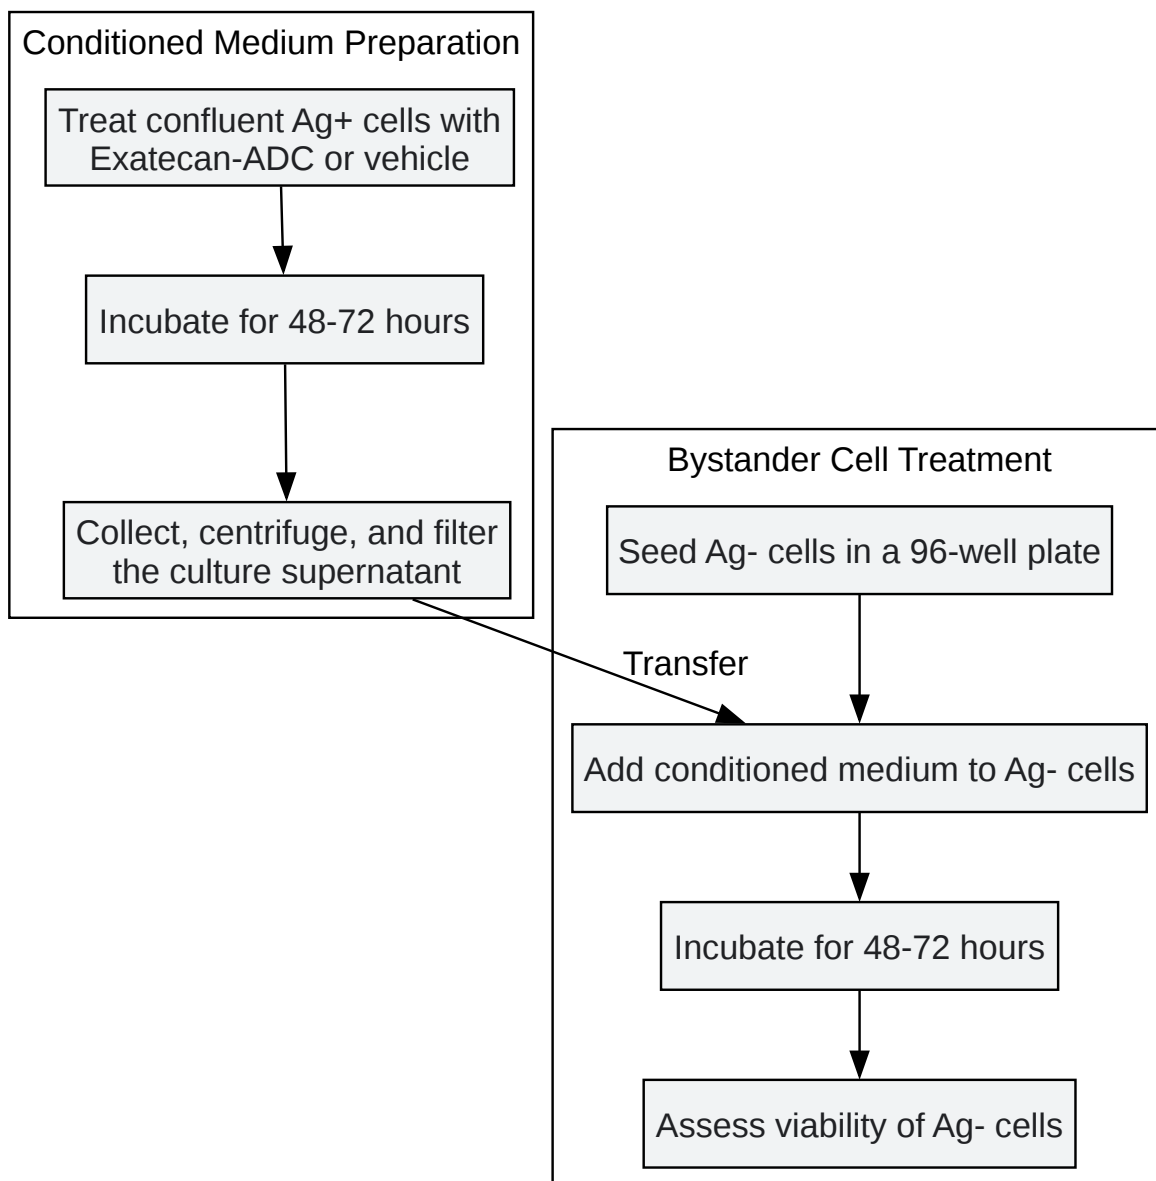 Conditioned Medium Preparation
Treat confluent Ag+ cells with
Exatecan-ADC or vehicle
Incubate for 48-72 hours
Collect, centrifuge, and filter
the culture supernatant
Transfer
Bystander Cell Treatment
Seed Ag- cells in a 96-well plate
Add conditioned medium to Ag- cells
Incubate for 48-72 hours
Assess viability of Ag- cells